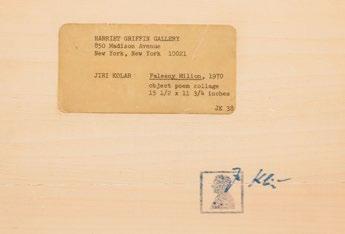 HARRIET GRIFFIN GALLERY
850 Madison Avenue
New York, New York 10021
JIRI KOLAR Falesny Milion, 1970
object poem collage
15 1/2 x 11 3/4 inches
JK 38